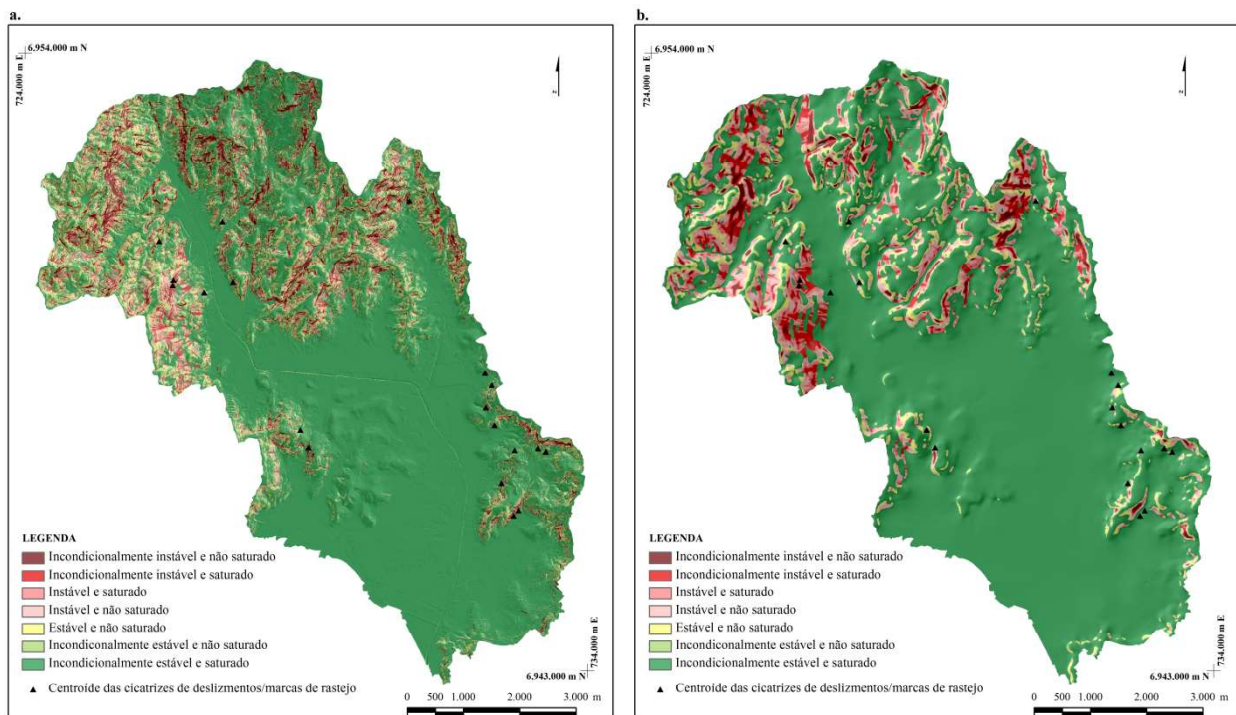 a.
6.954.000 m N
724.000 m E
z
LEGENDA
Incondicionalmente instável e não saturado
Incondicionalmente instável e saturado
Instável e saturado
Instável e não saturado
Estável e não saturado
Incondicionalmente estável e não saturado
Incondicionalmente estável e saturado
Centroíde das cicatrizes de deslizmentos/marcas de rastejo
734.000 m E
6.943.000 m N
0 500 1.000 2.000 3.000 m
b.
6.954.000 m N
724.000 m E
z
LEGENDA
Incondicionalmente instável e não saturado
Incondicionalmente instável e saturado
Instável e saturado
Instável e não saturado
Estável e não saturado
Incondicionalmente estável e não saturado
Incondicionalmente estável e saturado
Centroíde das cicatrizes de deslizmentos/marcas de rastejo
734.000 m E
6.943.000 m N
0 500 1.000 2.000 3.000 m